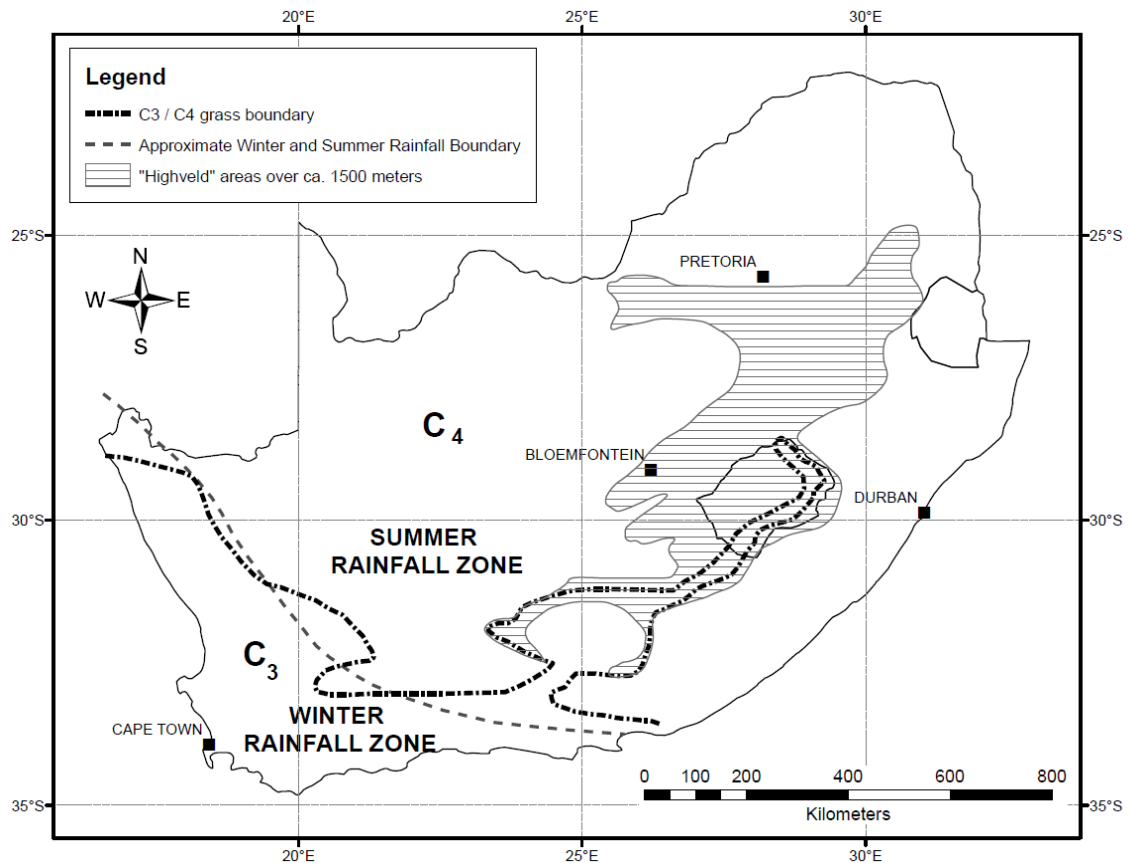 20°E
25°E
30°E
Legend
C3 / C4 grass boundary
Approximate Winter and Summer Rainfall Boundary
"Highveld" areas over ca. 1500 meters
25°S
25°S
N
W E
S
PRETORIA
C4
BLOEMFONTEIN
DURBAN
30°S
30°S
SUMMER
RAINFALL ZONE
C3
WINTER
RAINFALL ZONE
CAPE TOWN
0 100 200 400 600 800
Kilometers
35°S
35°S
20°E
25°E
30°E